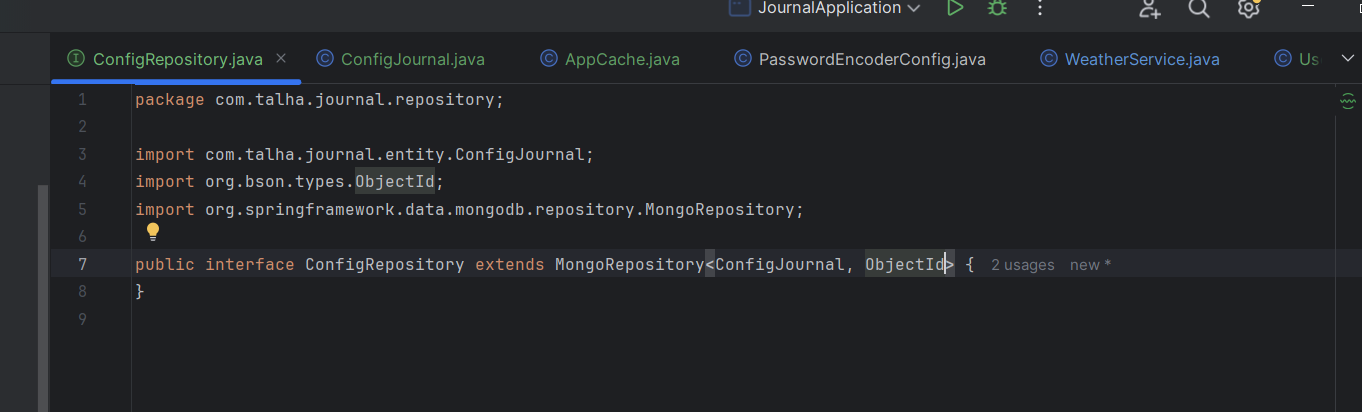 JournalApplication
ConfigRepository.java ConfigJournal.java AppCache.java PasswordEncoderConfig.java WeatherService.java Use
1 package com.talha.journal.repository;
2
3 import com.talha.journal.entity.ConfigJournal;
4 import org.bson.types.ObjectId;
5 import org.springframework.data.mongodb.repository.MongoRepository;
6
7 public interface ConfigRepository extends MongoRepository<ConfigJournal, ObjectId> { 2 usages new *
8 }
9